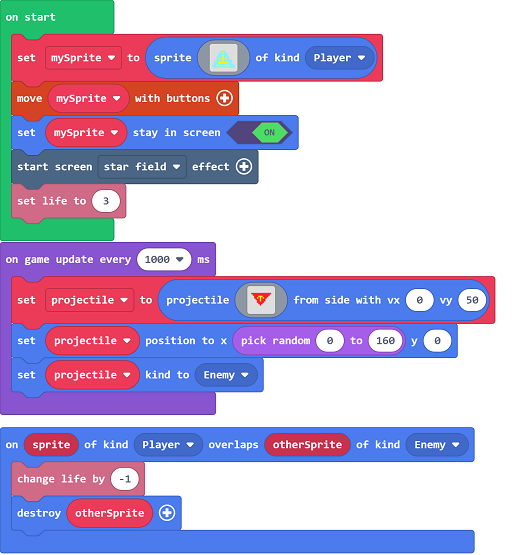 on start
set mySprite to sprite of kind Player
move mySprite with buttons
set mySprite stay in screen ON
start screen star field effect
set life to 3
on game update every 1000 ms
set projectile to projectile from side with vx 0 vy 50
set projectile position to x pick random 0 to 160 y 0
set projectile kind to Enemy
on sprite of kind Player overlaps otherSprite of kind Enemy
change life by -1
destroy otherSprite